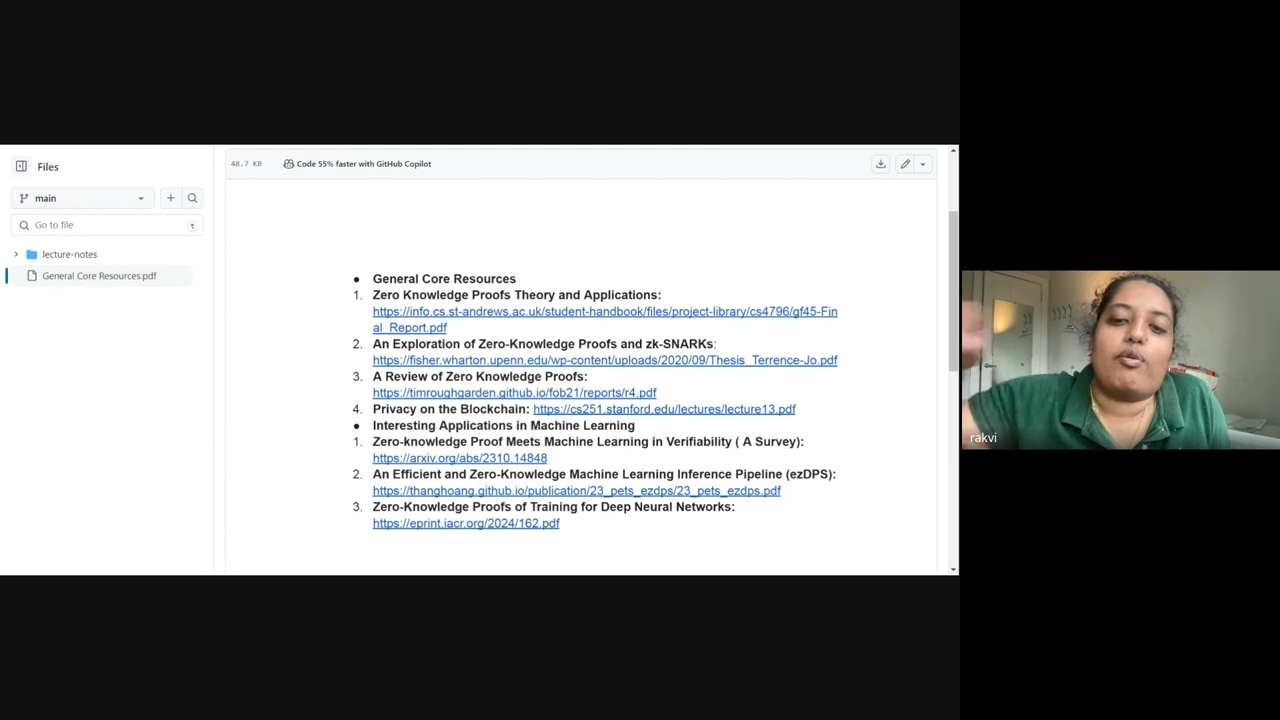 Files
main
Go to file
t
lecture-notes
General Core Resources.pdf
48.7 KB
Code 55% faster with GitHub Copilot
● General Core Resources
1. Zero Knowledge Proofs Theory and Applications:
https://info.cs.st-andrews.ac.uk/student-handbook/files/project-library/cs4796/gf45-Fin
al_Report.pdf
2. An Exploration of Zero-Knowledge Proofs and zk-SNARKs:
https://fisher.wharton.upenn.edu/wp-content/uploads/2020/09/Thesis_Terrence-Jo.pdf
3. A Review of Zero Knowledge Proofs:
https://timroughgarden.github.io/fob21/reports/r4.pdf
4. Privacy on the Blockchain: https://cs251.stanford.edu/lectures/lecture13.pdf
● Interesting Applications in Machine Learning
1. Zero-knowledge Proof Meets Machine Learning in Verifiability ( A Survey):
https://arxiv.org/abs/2310.14848
2. An Efficient and Zero-Knowledge Machine Learning Inference Pipeline (ezDPS):
https://thanghoang.github.io/publication/23_pets_ezdps/23_pets_ezdps.pdf
3. Zero-Knowledge Proofs of Training for Deep Neural Networks:
https://eprint.iacr.org/2024/162.pdf
rakvi